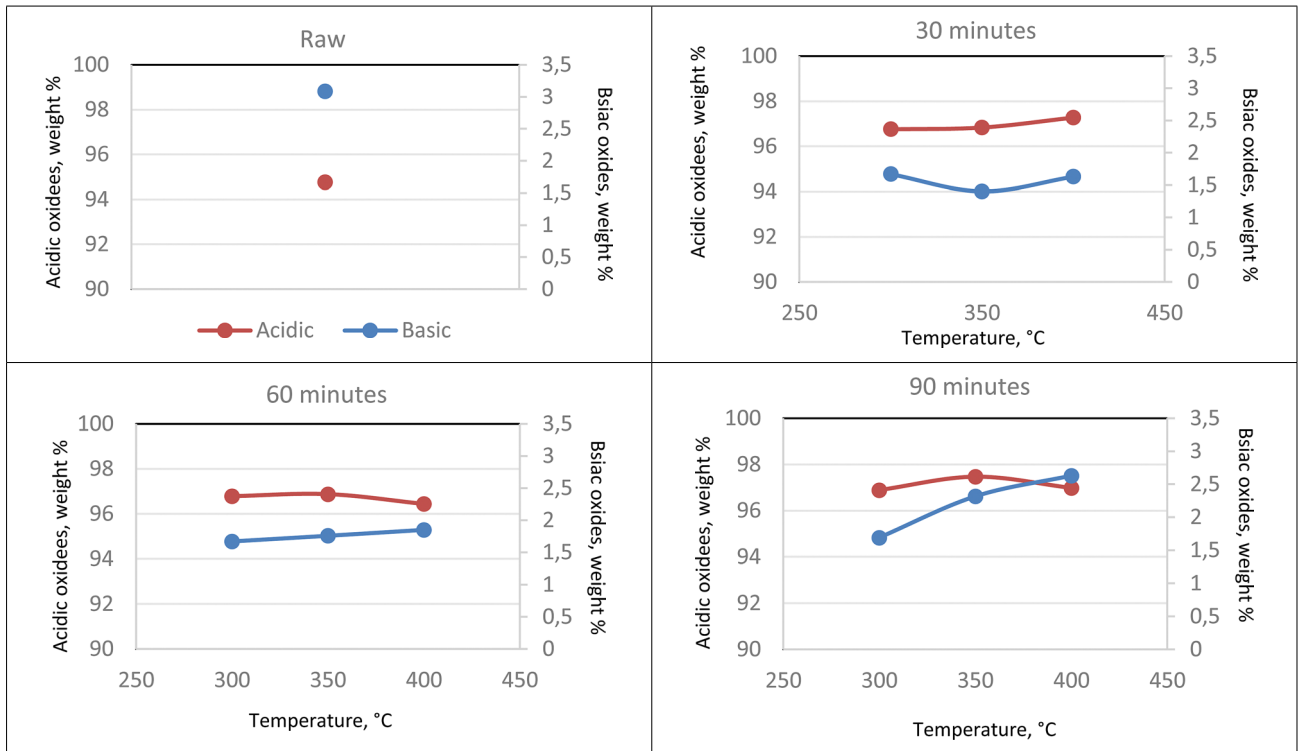 Raw
100
98
96
94
92
90
Acidic oxidees, weight %
3,5
3
2,5
2
1,5
1
0,5
0
Bsiac oxides, weight %
Acidic
Basic
30 minutes
100
98
96
94
92
90
Acidic oxidees, weight %
3,5
3
2,5
2
1,5
1
0,5
0
Bsiac oxides, weight %
250 350 450
Temperature, °C
60 minutes
100
98
96
94
92
90
Acidic oxidees, weight %
3,5
3
2,5
2
1,5
1
0,5
0
Bsiac oxides, weight %
250 300 350 400 450
Temperature, °C
90 minutes
100
98
96
94
92
90
Acidic oxidees, weight %
3,5
3
2,5
2
1,5
1
0,5
0
Bsiac oxides, weight %
250 300 350 400 450
Temperature, °C